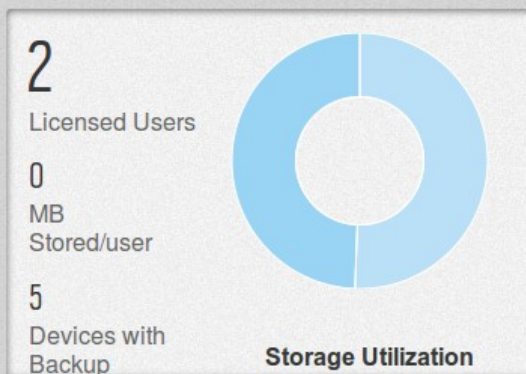 2
Licensed Users
0
MB
Stored/user
5
Devices with
Backup
Storage Utilization